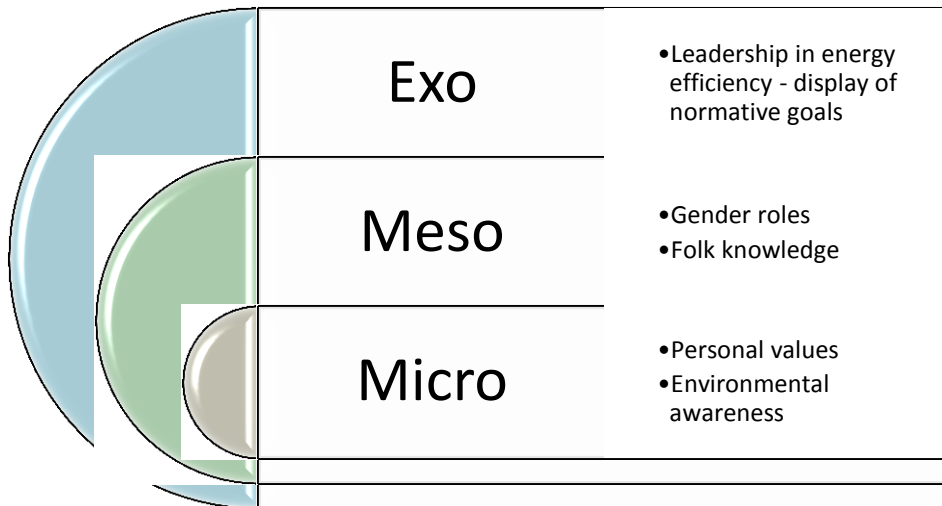 Exo
•Leadership in energy
efficiency - display of
normative goals
Meso
•Gender roles
•Folk knowledge
Micro
•Personal values
•Environmental
awareness